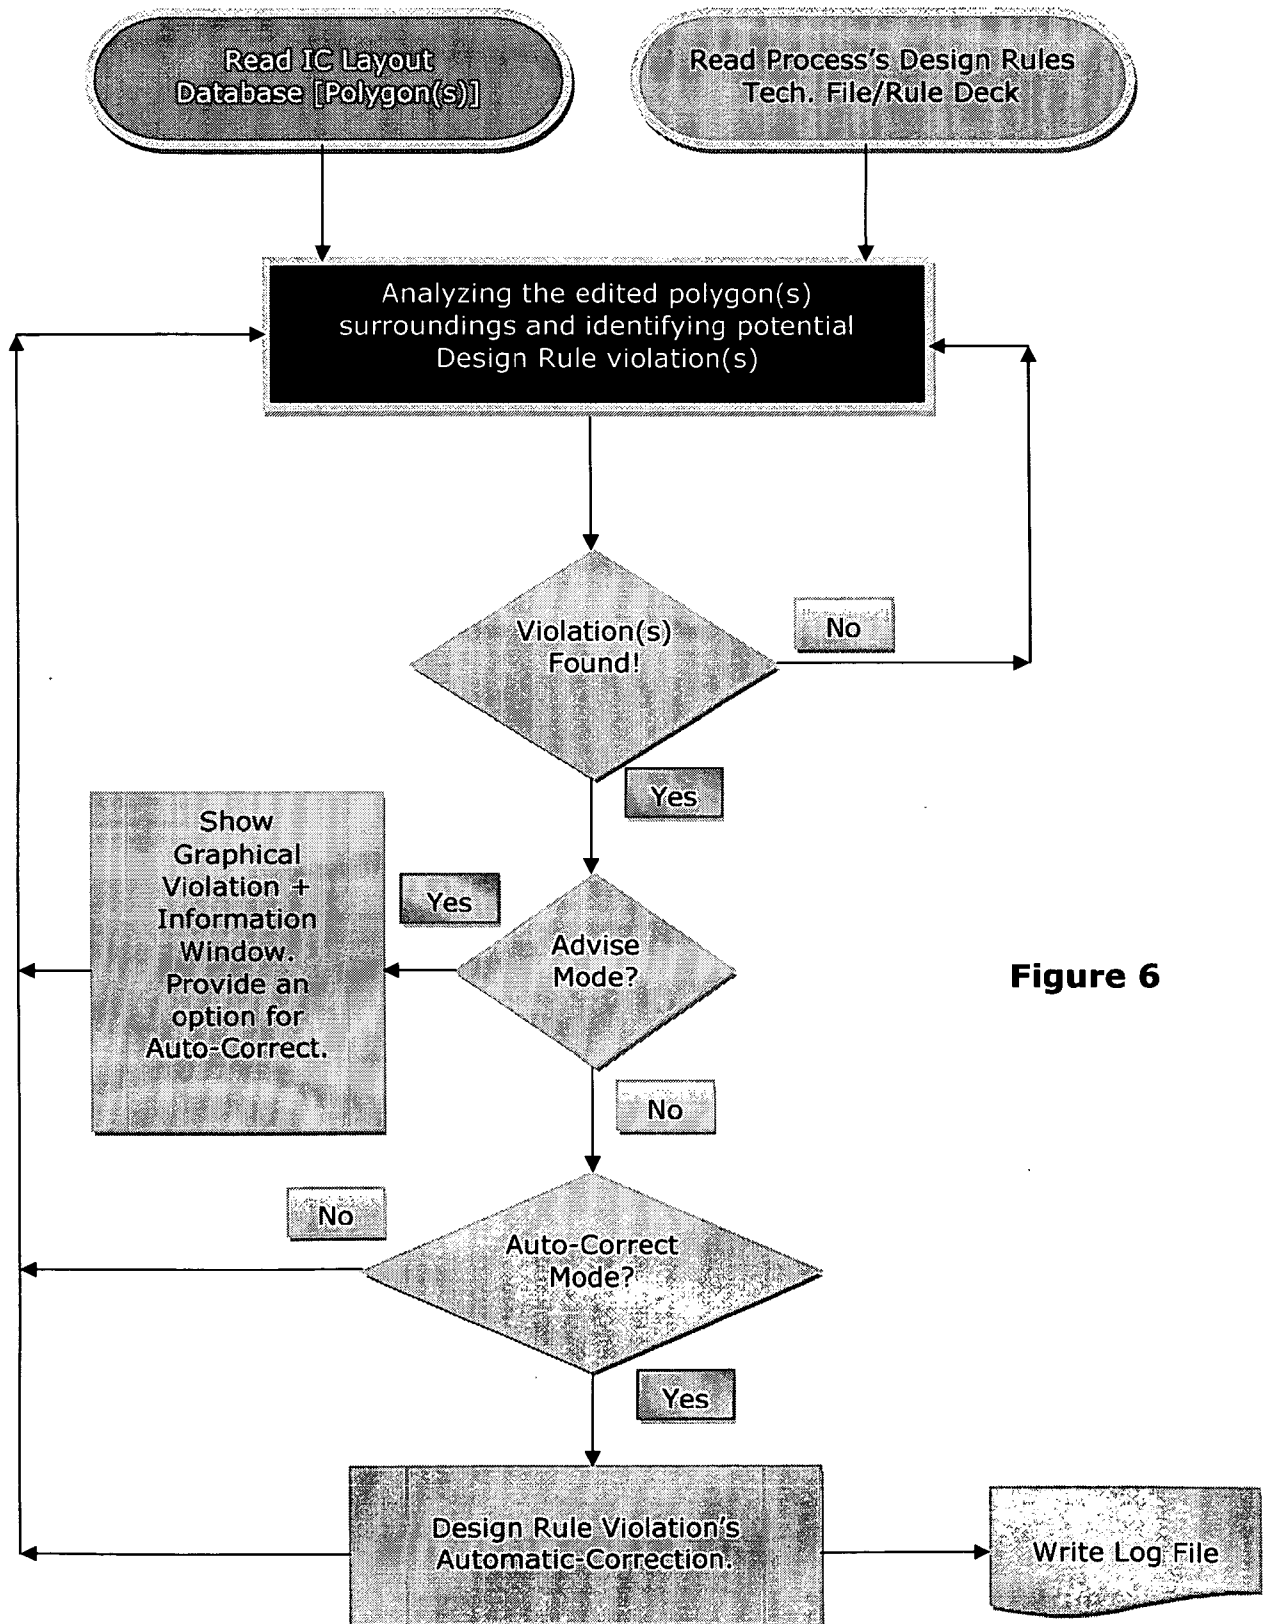 Read IC Layout
Database [Polygon(s)]
Read Process's Design Rules
Tech. File/Rule Deck
Analyzing the edited polygon(s)
surroundings and identifying potential
Design Rule violation(s)
Violation(s)
Found!
No
Yes
Show
Graphical
Violation +
Information
Window.
Provide an
option for
Auto-Correct.
Yes
Advise
Mode?
Figure 6
No
No
Auto-Correct
Mode?
Yes
Design Rule Violation's
Automatic-Correction.
Write Log File